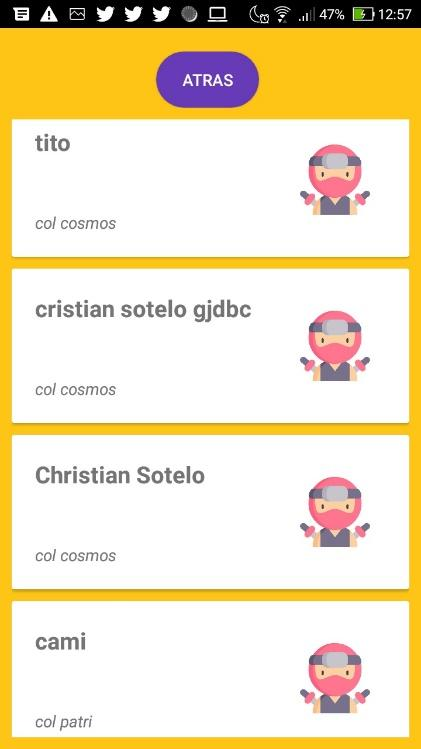 47% 12:57
ATRAS
tito
col cosmos
cristian sotelo gjdbc
col cosmos
Christian Sotelo
col cosmos
cami
col patri